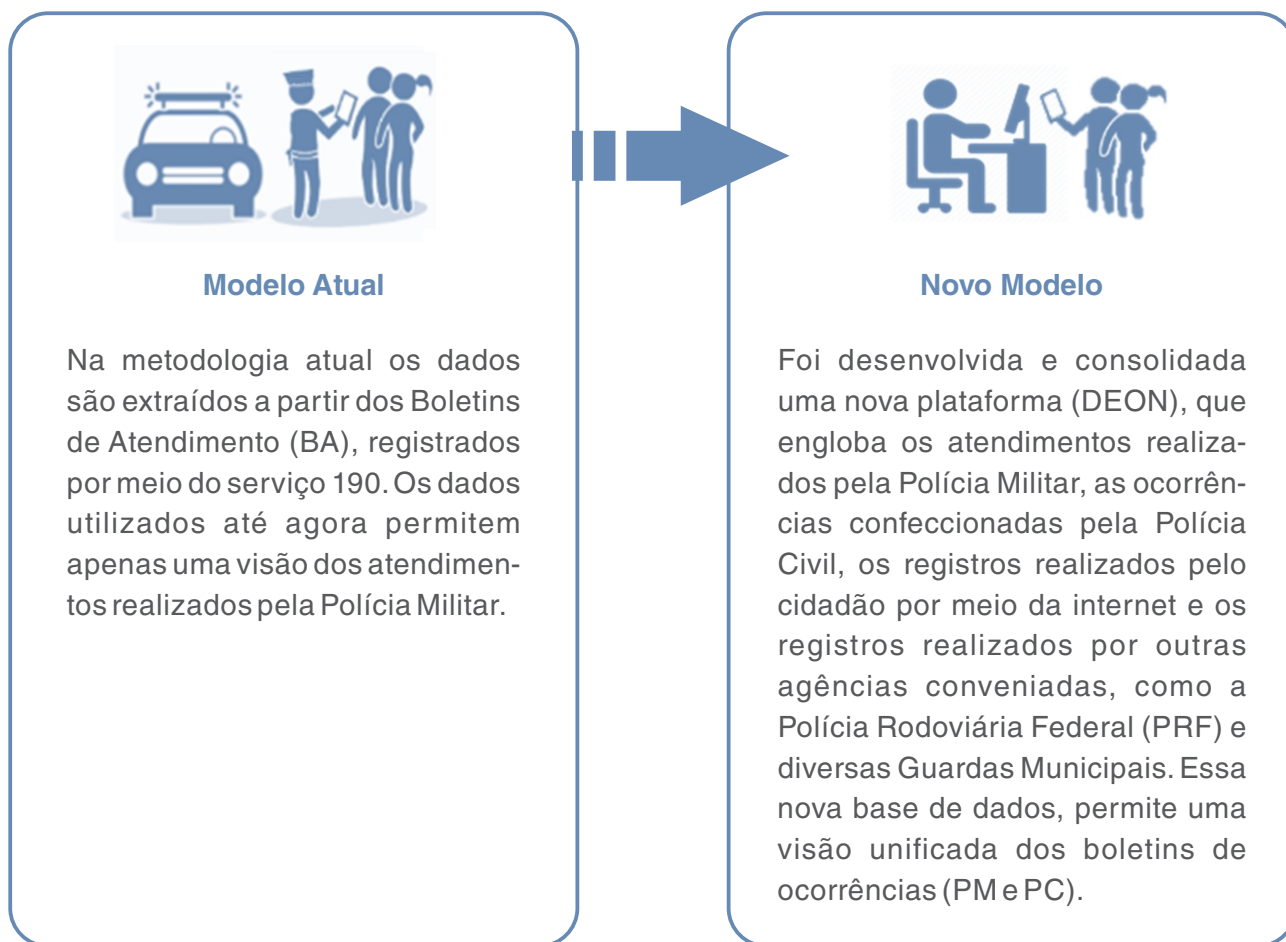 Modelo Atual
Na metodologia atual os dados
são extraídos a partir dos Boletins
de Atendimento (BA), registrados
por meio do serviço 190. Os dados
utilizados até agora permitem
apenas uma visão dos atendimen-
tos realizados pela Polícia Militar.
Novo Modelo
Foi desenvolvida e consolidada
uma nova plataforma (DEON), que
engloba os atendimentos realiza-
dos pela Polícia Militar, as ocorrên-
cias confeccionadas pela Polícia
Civil, os registros realizados pelo
cidadão por meio da internet e os
registros realizados por outras
agências conveniadas, como a
Polícia Rodoviária Federal (PRF) e
diversas Guardas Municipais. Essa
nova base de dados, permite uma
visão unificada dos boletins de
ocorrências (PM e PC).